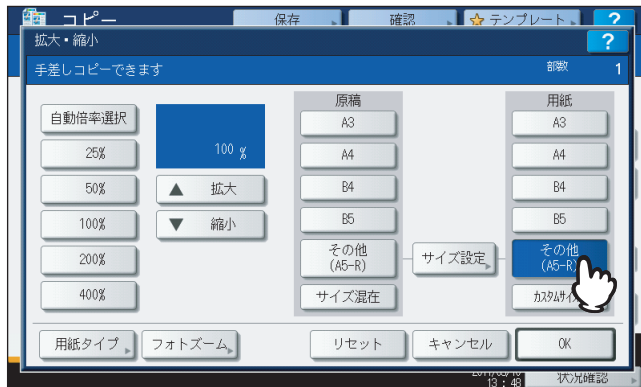 コピー
保存
確認
テンプレート
?
拡大・縮小
?
手差しコピーできます
部数 1
自動倍率選択
25%
50%
100%
200%
400%
100 %
▲ 拡大
▼ 縮小
原稿
A3
A4
B4
B5
その他
(A5-R)
サイズ混在
サイズ設定
用紙
A3
A4
B4
B5
その他
(A5-R)
用紙タイプ
フォトズーム
リセット
キャンセル
OK
13:48
状況確認